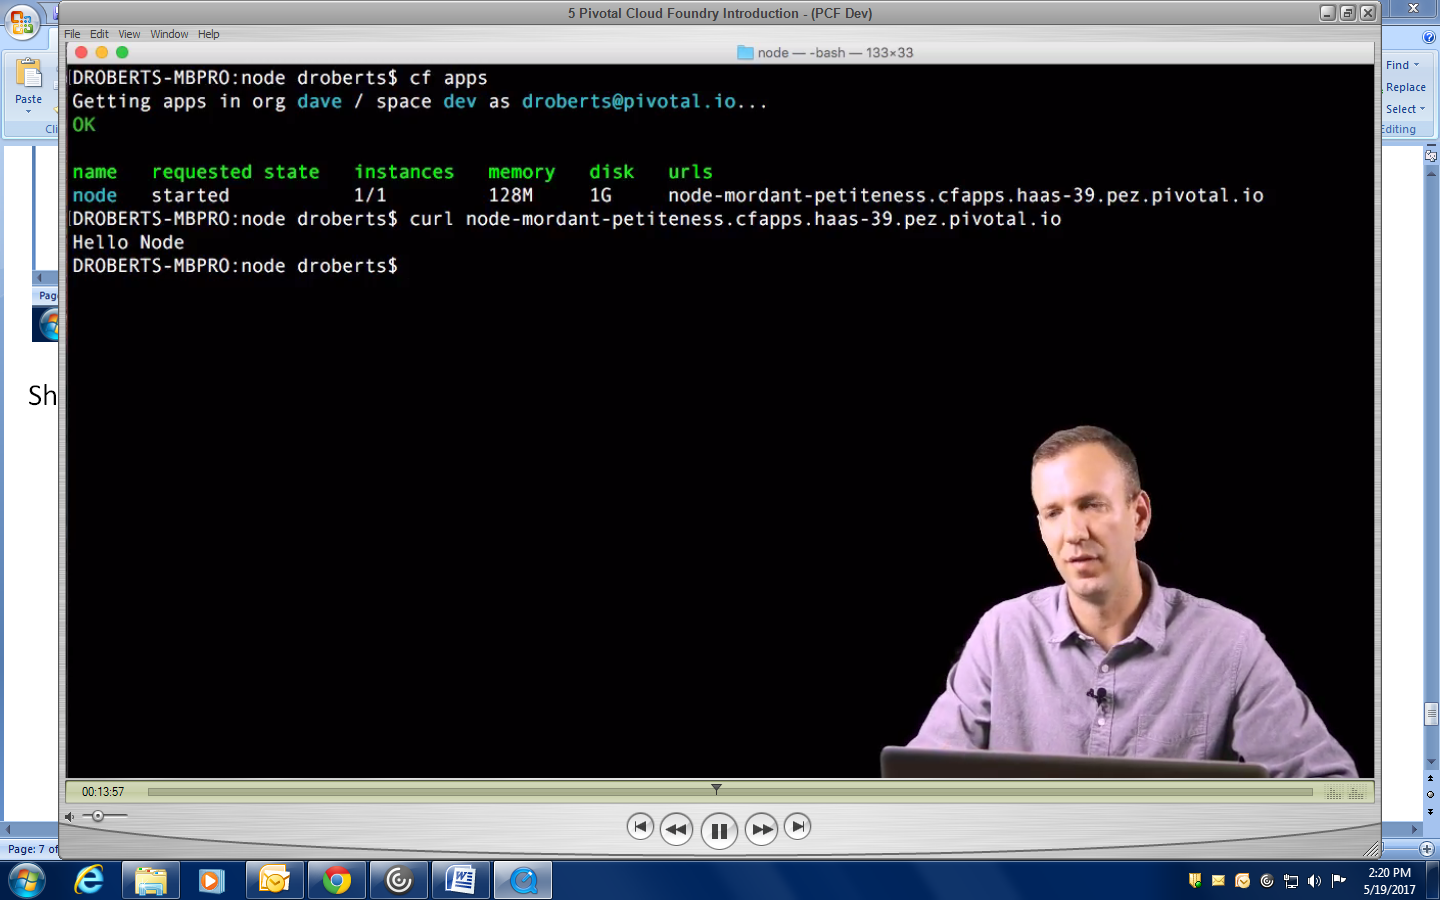 5 Pivotal Cloud Foundry Introduction - (PCF Dev)
File Edit View Window Help
node — -bash — 133×33
DROBERTS-MBPRO:node droberts$ cf apps
Getting apps in org dave / space dev as droberts@pivotal.io...
OK
name requested state instances memory disk urls
node started 1/1 128M 1G node-mordant-petiteness.cfapps.haas-39.pez.pivotal.io
DROBERTS-MBPRO:node droberts$ curl node-mordant-petiteness.cfapps.haas-39.pez.pivotal.io
Hello Node
DROBERTS-MBPRO:node droberts$
Paste
Cli
Find
Replace
Select
Editing
Pag
Sh
00:13:57
Page: 7 of
2:20 PM
5/19/2017